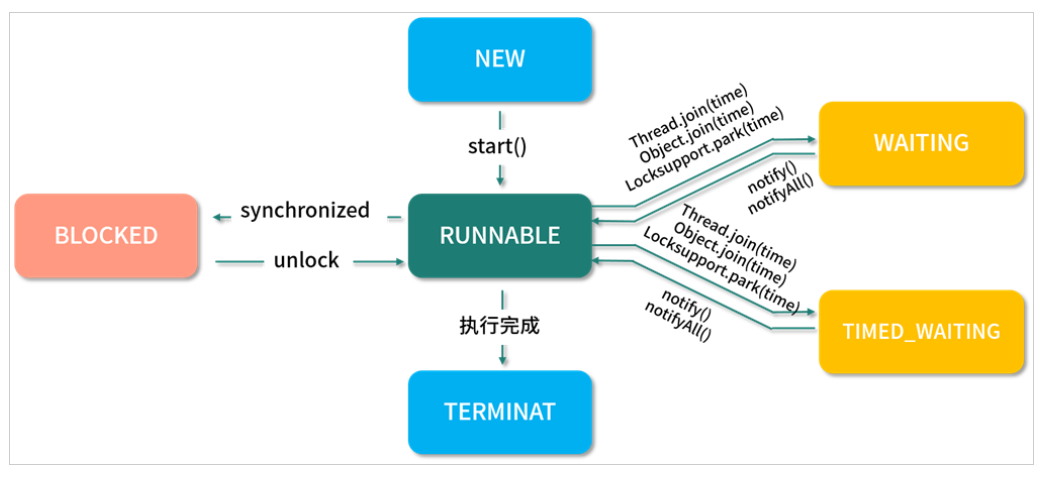 NEW
start()
Thread.join(time)
Object.join(time)
Locksupport.park(time)
WAITING
notify()
notifyAll()
BLOCKED
synchronized
unlock
RUNNABLE
Thread.join(time)
Object.join(time)
Locksupport.park(time)
notify()
notifyAll()
TIMED_WAITING
执行完成
TERMINAT